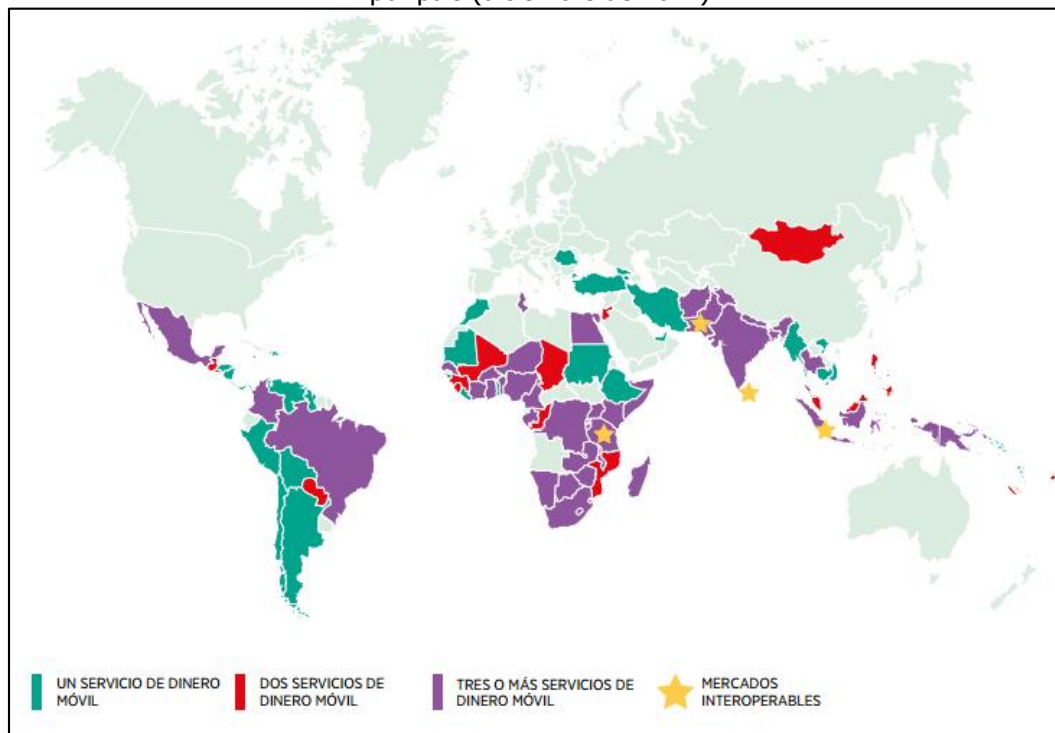 UN SERVICIO DE DINERO
MÓVIL
DOS SERVICIOS DE
DINERO MÓVIL
TRES O MÁS SERVICIOS DE
DINERO MÓVIL
MERCADOS
INTEROPERABLES